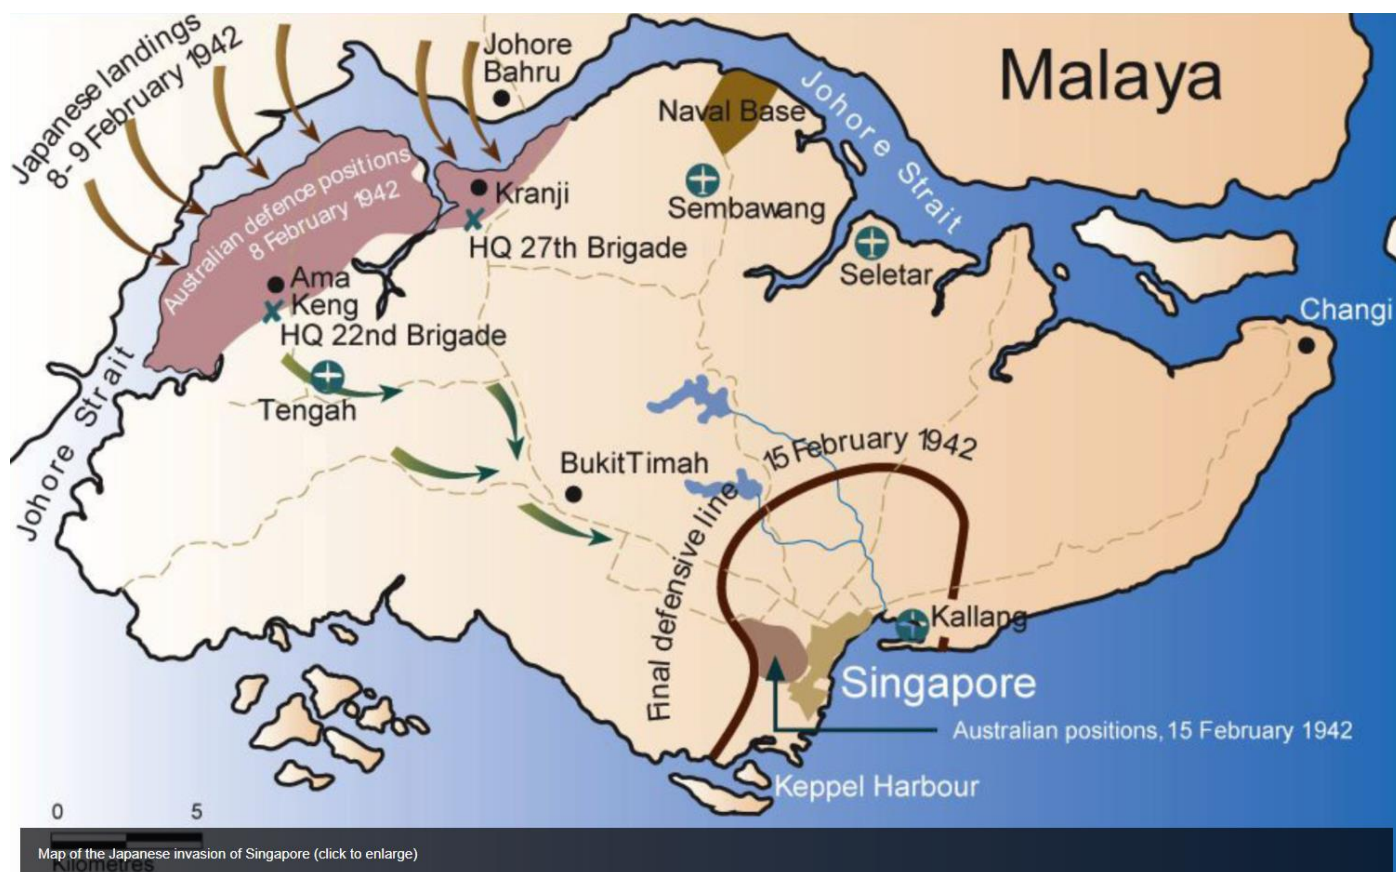 Japanese landings
8- 9 February 1942
Johore
Bahru
Malaya
Naval Base
Johore Strait
Australian defence positions
8 February 1942
Kranji
HQ 27th Brigade
Sembawang
Seletar
Changi
Ama
Keng
HQ 22nd Brigade
Tengah
Johore Strait
BukitTimah
15 February 1942
Final defensive line
Kallang
Singapore
Australian positions, 15 February 1942
Keppel Harbour
0 5
Kilometres
Map of the Japanese invasion of Singapore (click to enlarge)